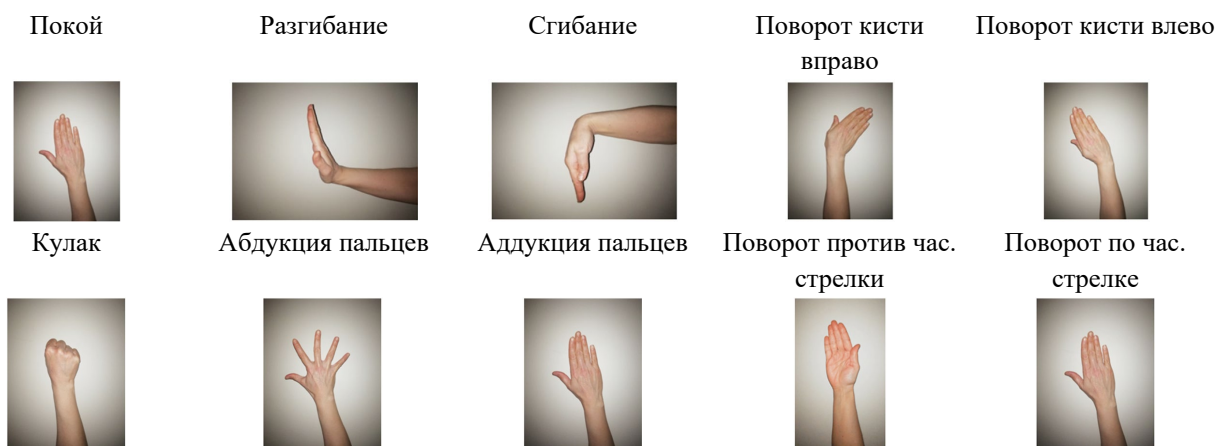 Покой
Разгибание
Сгибание
Поворот кисти
вправо
Поворот кисти влево
Кулак
Абдукция пальцев
Аддукция пальцев
Поворот против час.
стрелки
Поворот по час.
стрелке